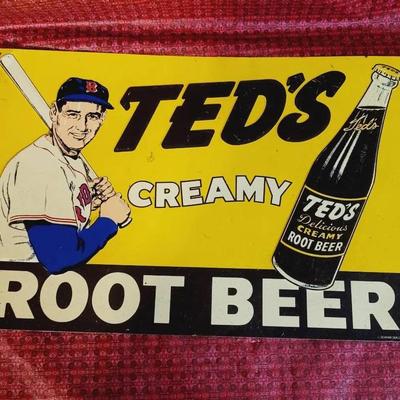 B
TED'S
CREAMY
Ted's
TED'S
Delicious
CREAMY
ROOT BEER
ROOT BEER